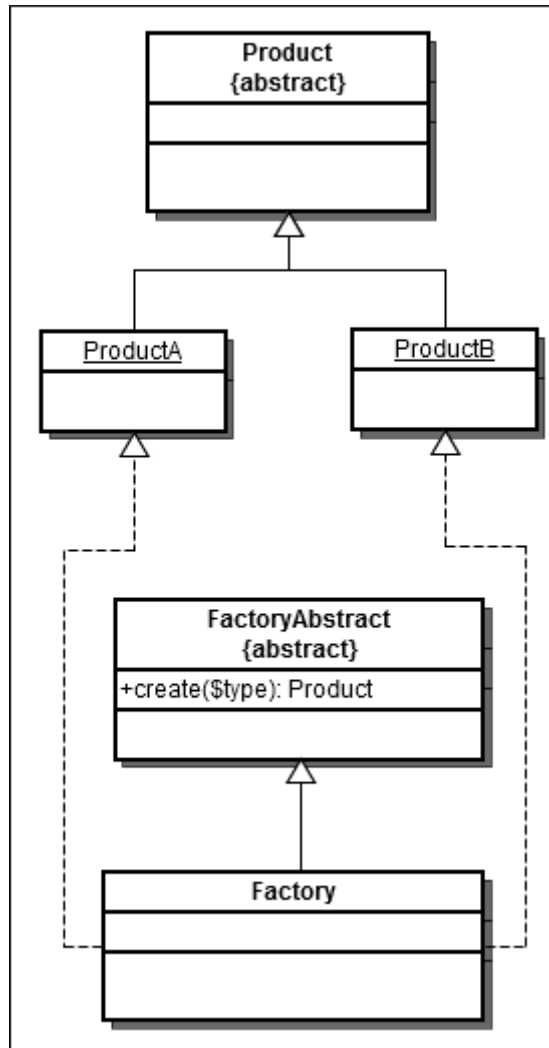 Product
{abstract}
ProductA
ProductB
FactoryAbstract
{abstract}
+create($type): Product
Factory